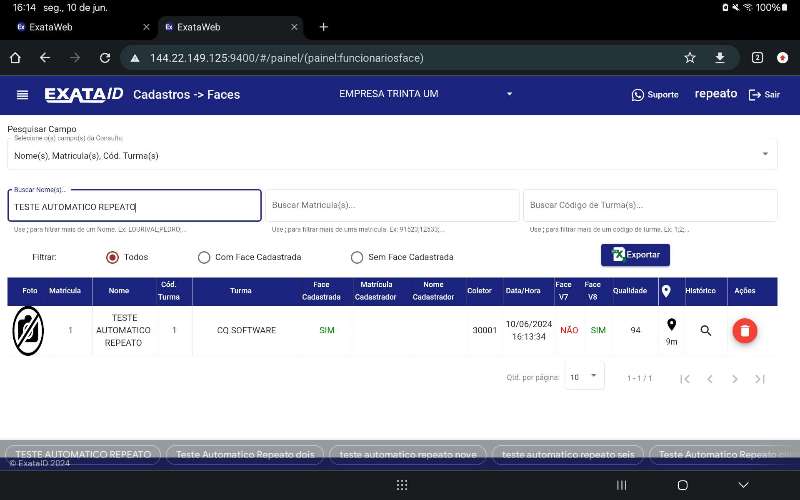 16:14 seg., 10 de jun. 100%
ExataWeb
ExataWeb
144.22.149.125:9400/#/painel/(painel:funcionariosface)
2
EXATA ID Cadastros -> Faces EMPRESA TRINTA UM Suporte repeato Sair
Pesquisar Campo
Selecione o(s) campo(s) da Consulta
Nome(s), Matricula(s), Cód. Turma(s)
Buscar Nome(s)...
TESTE AUTOMATICO REPEATO
Buscar Matricula(s)...
Buscar Código de Turma(s)...
Use ; para filtrar mais de um Nome. Ex: LOURIVAL;PEDRO;...
Use ; para filtrar mais de uma matricula. Ex: 91623;12533;...
Use ; para filtrar mais de um código de turma. Ex: 1;2;...
Filtrar: Todos Com Face Cadastrada Sem Face Cadastrada Exportar
Foto Matrícula Nome Cód. Turma Turma Face Cadastrada Matrícula Cadastrador Nome Cadastrador Coletor Data/Hora Face V7 Face V8 Qualidade Histórico Ações
1 TESTE AUTOMATICO REPEATO 1 CQ.SOFTWARE SIM 30001 10/06/2024 16:13:34 NÃO SIM 94 9m
Qtd. por página: 10 1 - 1 / 1
TESTE AUTOMATICO REPEATO
Teste Automatico Repeato dois
teste automatico repeato nove
teste automatico repeato seis
Teste Automatico Repeato
© ExataID 2024